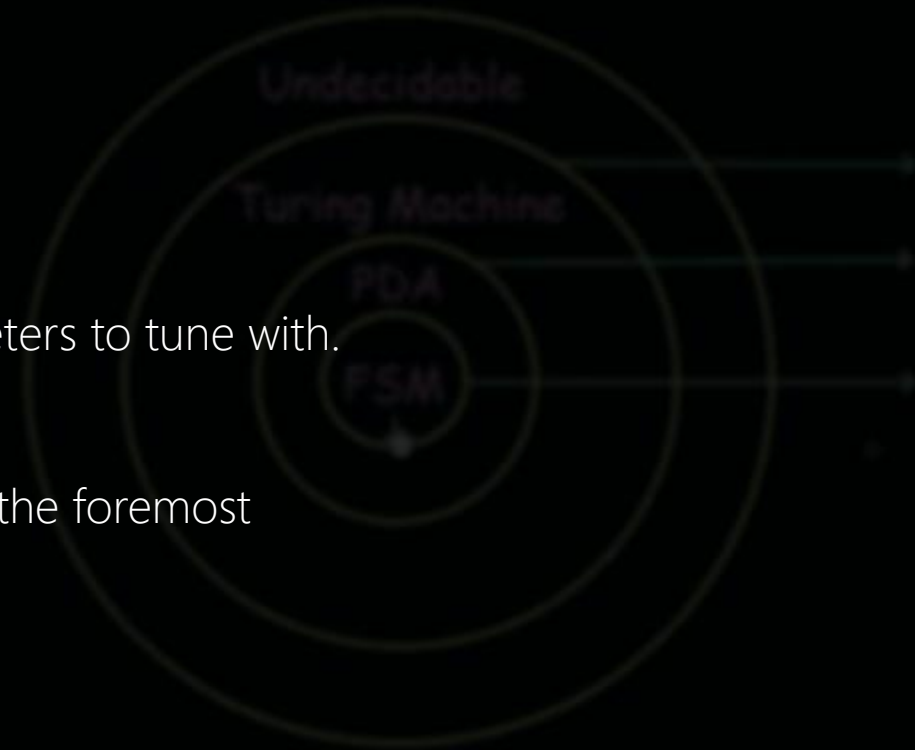 Undecidable
Turing Machine
PDA
eters to tune with.
FSM
the foremost